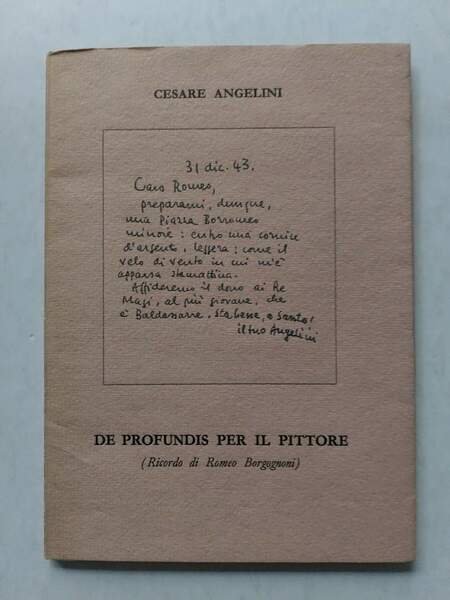 CESARE ANGELINI
31 dic. 43.
Caro Romeo,
preparami, dunque,
una Piazza Borromeo
minore: entro una cornice
d'argento, leggera: come il
velo di vento in cui m'è
apparsa stamattina.
Affideremo il dono ai Re
Magi, al più giovane, che
è Baldassarre, sta bene, e Santo,
il tuo Angelini
DE PROFUNDIS PER IL PITTORE
(Ricordo di Romeo Borgognoni)